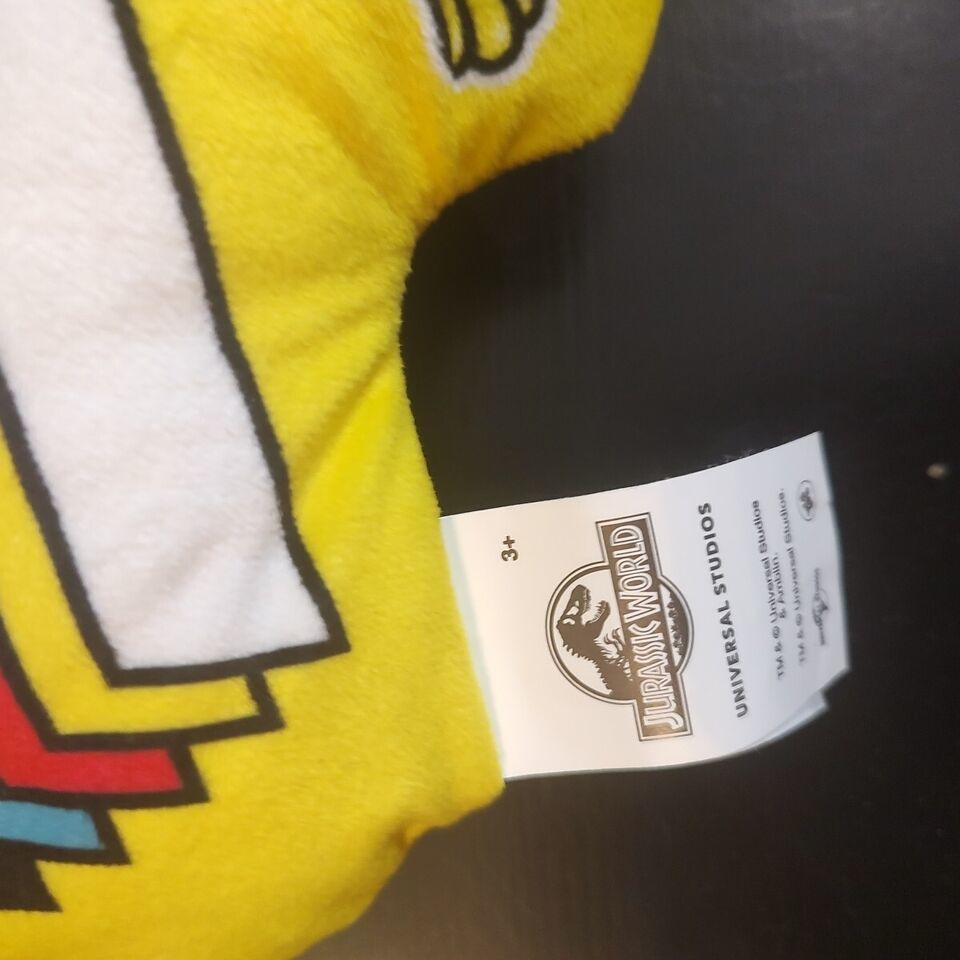 3+
JURASSIC WORLD
UNIVERSAL STUDIOS
TM & © Universal Studios
& Amblin.
TM & © Universal Studios.